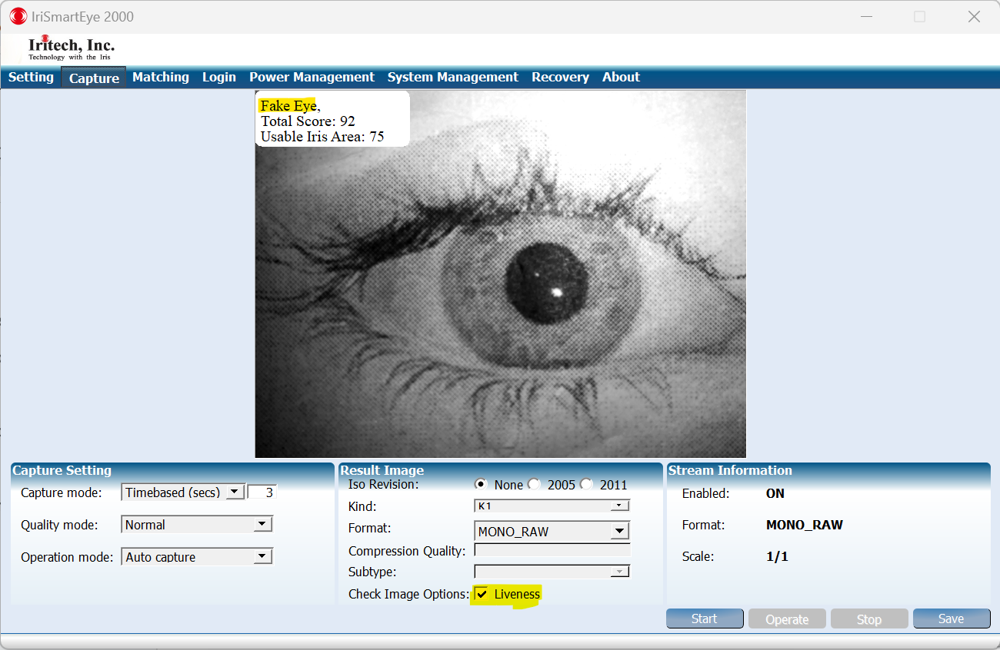 IriSmartEye 2000
Iritech, Inc.
Technology with the Iris
Setting Capture Matching Login Power Management System Management Recovery About
Fake Eye,
Total Score: 92
Usable Iris Area: 75
Capture Setting
Capture mode: Timebased (secs) 3
Quality mode: Normal
Operation mode: Auto capture
Result Image
Iso Revision: None 2005 2011
Kind: K1
Format: MONO_RAW
Compression Quality:
Subtype:
Check Image Options: Liveness
Stream Information
Enabled: ON
Format: MONO_RAW
Scale: 1/1
Start Operate Stop Save